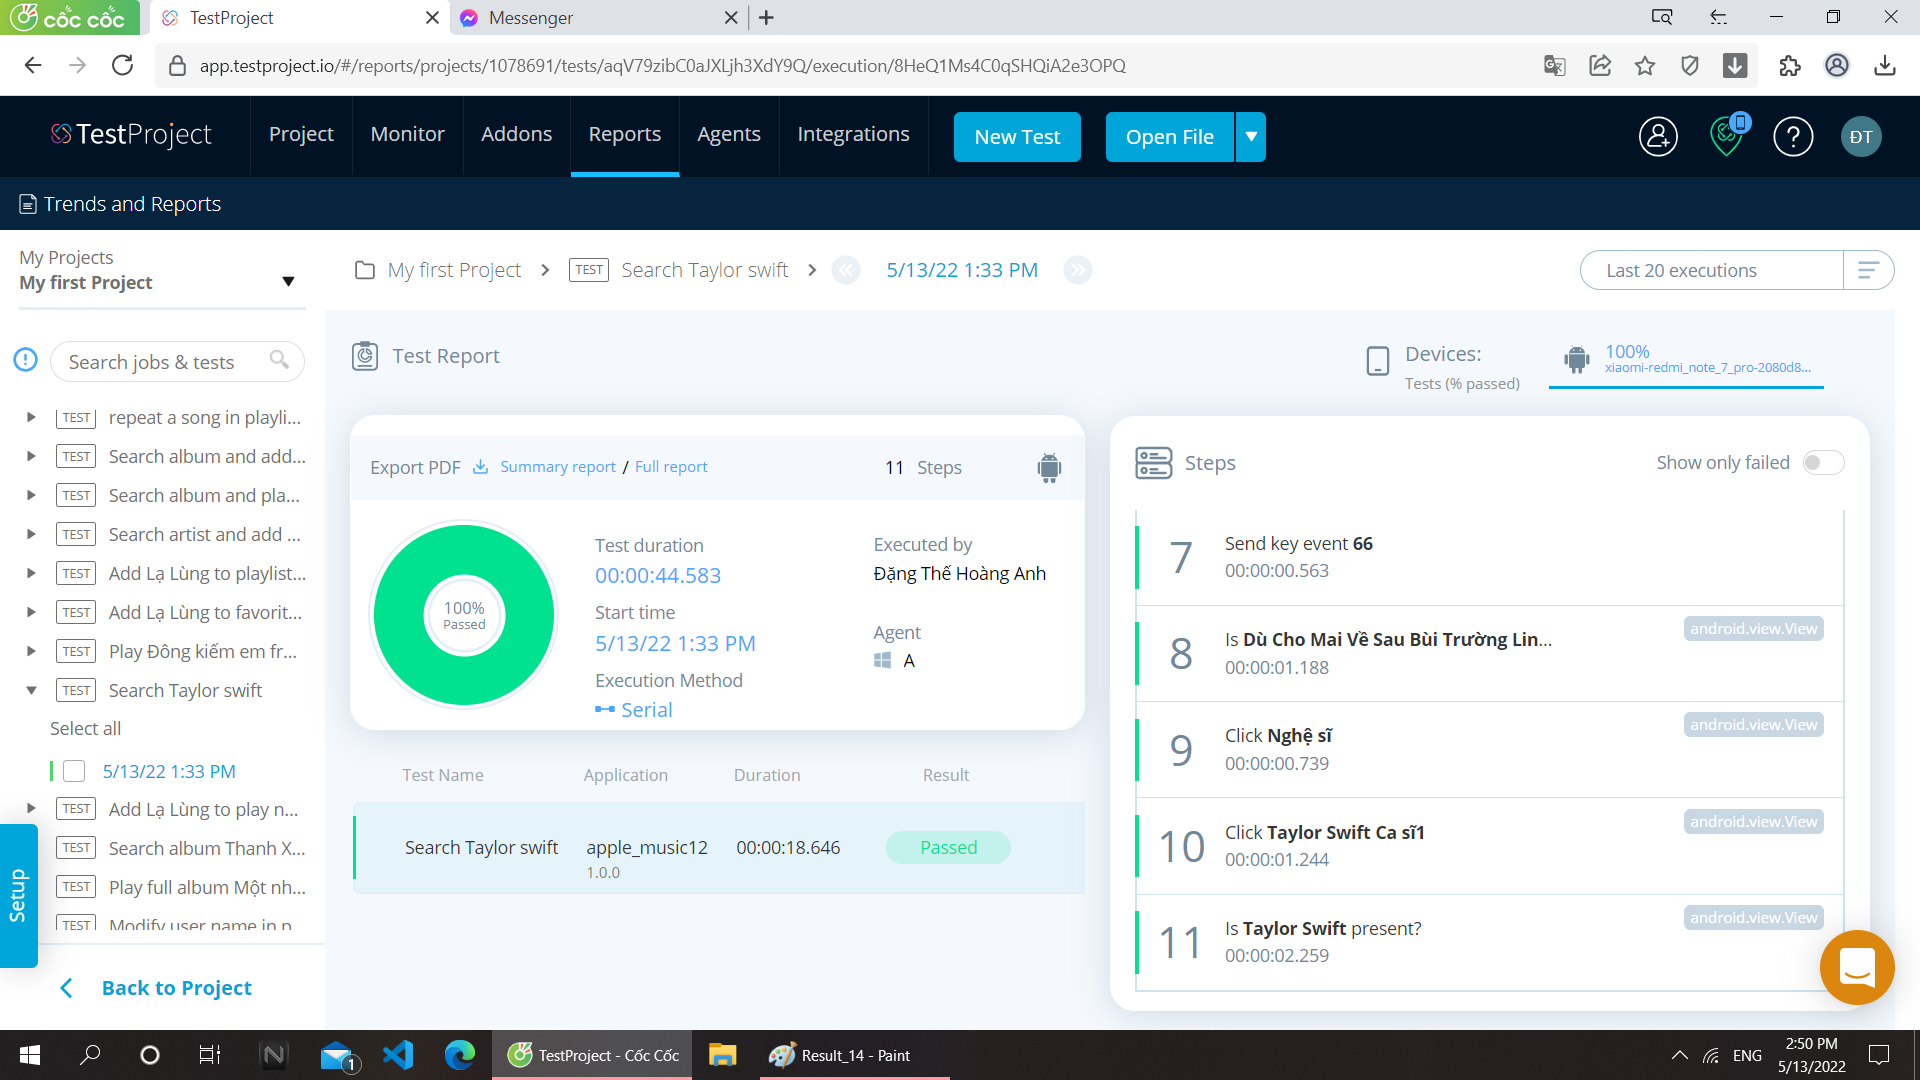 cốc cốc
TestProject
Messenger
app.testproject.io/#/reports/projects/1078691/tests/aqV79zibC0aJXLjh3XdY9Q/execution/8HeQ1Ms4C0qSHQiA2e3OPQ
TestProject
Project
Monitor
Addons
Reports
Agents
Integrations
New Test
Open File
ĐT
Trends and Reports
My Projects
My first Project
My first Project
TEST
Search Taylor swift
5/13/22 1:33 PM
Last 20 executions
Search jobs & tests
TEST repeat a song in playli...
TEST Search album and add...
TEST Search album and pla...
TEST Search artist and add ...
TEST Add Lạ Lùng to playlist...
TEST Add Lạ Lùng to favorit...
TEST Play Đông kiếm em fr...
TEST Search Taylor swift
Select all
5/13/22 1:33 PM
TEST Add Lạ Lùng to play n...
TEST Search album Thanh X...
TEST Play full album Một nh...
TEST Modify user name in p...
Setup
Back to Project
Test Report
Devices:
Tests (% passed)
100%
xiaomi-redmi_note_7_pro-2080d8...
Export PDF
Summary report / Full report
11 Steps
100%
Passed
Test duration
00:00:44.583
Start time
5/13/22 1:33 PM
Execution Method
Serial
Executed by
Đặng Thế Hoàng Anh
Agent
A
Test Name
Application
Duration
Result
Search Taylor swift
apple_music12
1.0.0
00:00:18.646
Passed
Steps
Show only failed
7
Send key event 66
00:00:00.563
8
Is Dù Cho Mai Về Sau Bùi Trường Lin...
00:00:01.188
android.view.View
9
Click Nghệ sĩ
00:00:00.739
android.view.View
10
Click Taylor Swift Ca sĩ1
00:00:01.244
android.view.View
11
Is Taylor Swift present?
00:00:02.259
android.view.View
N
1
TestProject - Cốc Cốc
Result_14 - Paint
ENG
2:50 PM
5/13/2022